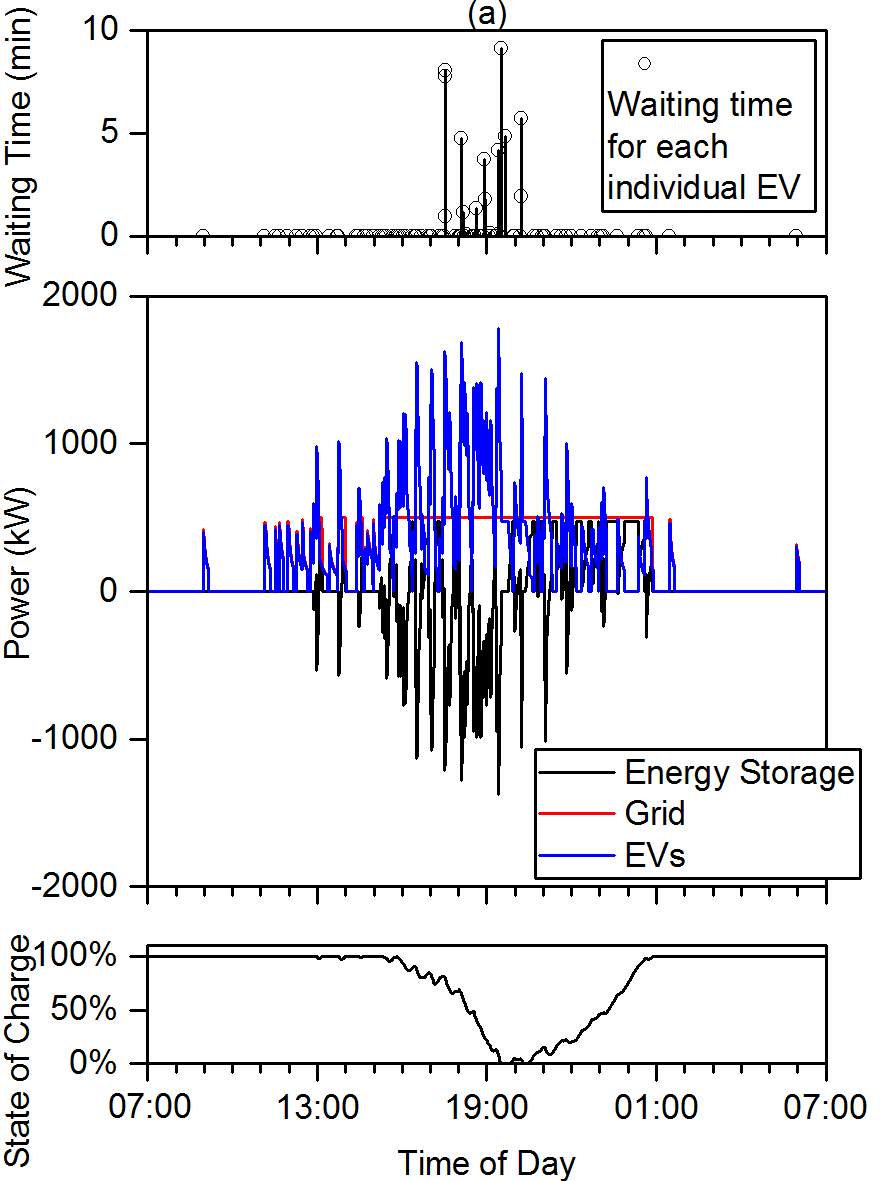 (a)
Waiting Time (min)
10
5
0
Waiting time
for each
individual EV
Power (kW)
2000
1000
0
-1000
-2000
Energy Storage
Grid
EVs
State of Charge
100%
50%
0%
07:00 13:00 19:00 01:00 07:00
Time of Day